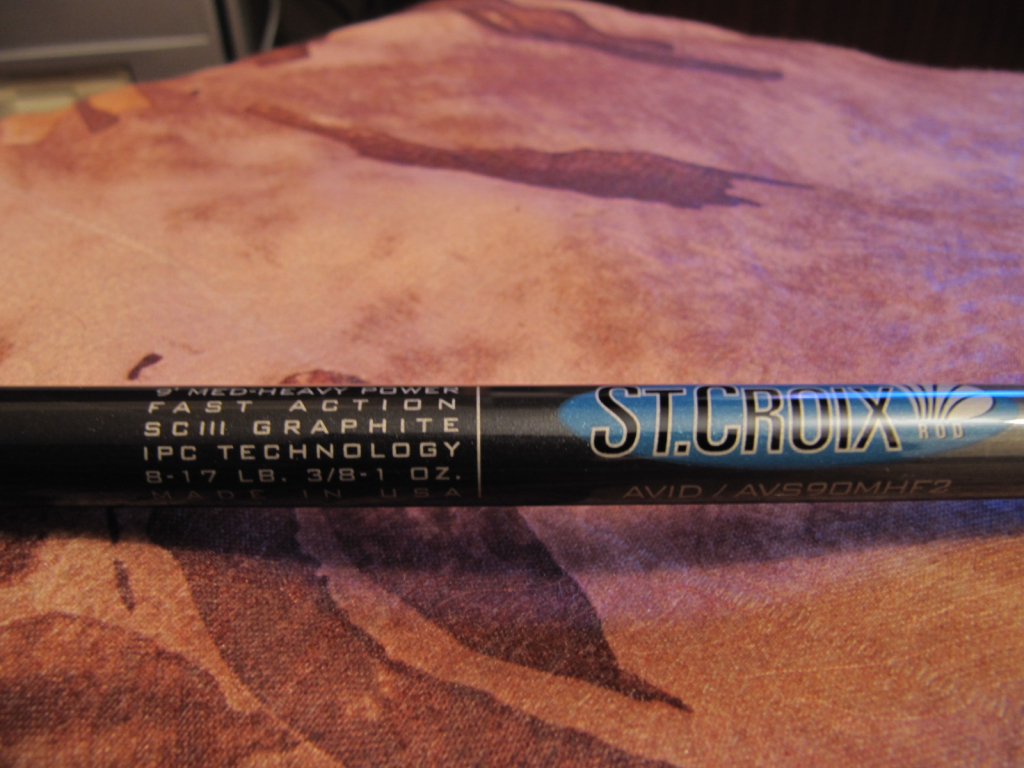 9' MED-HEAVY POWER
FAST ACTION
SCIII GRAPHITE
IPC TECHNOLOGY
8-17 LB. 3/8-1 OZ.
MADE IN USA
ST.CROIX
ROD
AVID / AVS90MHF2